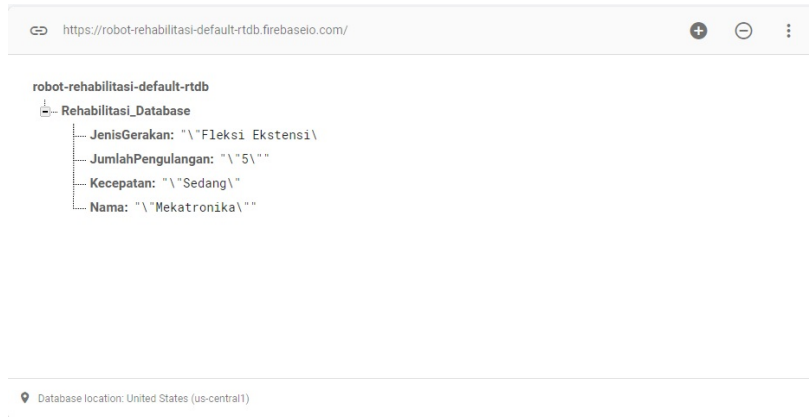 https://robot-rehabilitasi-default-rtdb.firebaseio.com/
robot-rehabilitasi-default-rtdb
Rehabilitasi_Database
JenisGerakan: "\"Fleksi Ekstensi\
JumlahPengulangan: "\"5\""
Kecepatan: "\"Sedang\"
Nama: "\"Mekatronika\""
Database location: United States (us-central1)